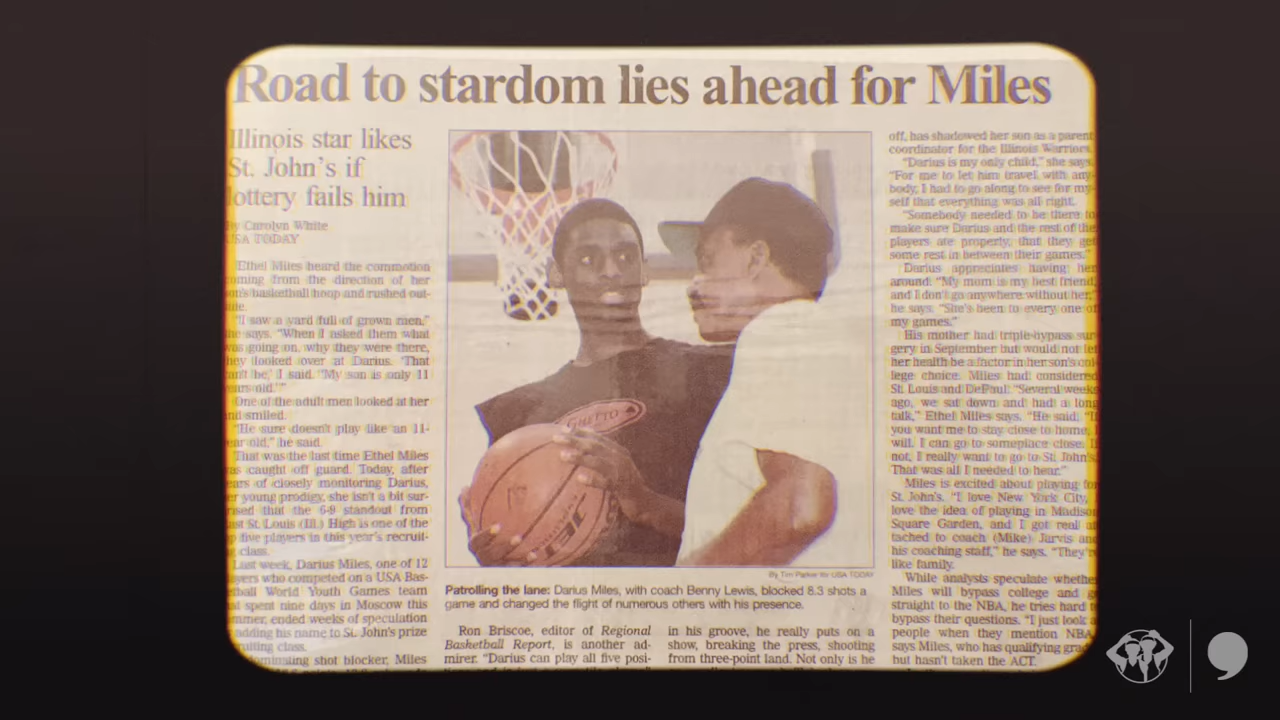 Road to stardom lies ahead for Miles
Illinois star likes
St. John's if
lottery fails him
By Carolyn White
USA TODAY
Ethel Miles heard the commotion
coming from the direction of her
son's basketball hoop and rushed out-
side.
"I saw a yard full of grown men,"
she says. "When I asked them what
was going on, why they were there,
they looked over at Darius. 'That
can't be,' I said. 'My son is only 11
years old.'"
One of the adult men looked at her
and smiled.
"He sure doesn't play like an 11-
year old," he said.
That was the last time Ethel Miles
was caught off guard. Today, after
years of closely monitoring Darius,
her young prodigy, she isn't a bit sur-
prised that the 6-9 standout from
East St. Louis (Ill.) High is one of the
top five players in this year's recruit-
ing class.
Last week, Darius Miles, one of 12
players who competed on a USA Bas-
ketball World Youth Games team
that spent nine days in Moscow this
summer, ended weeks of speculation
adding his name to St. John's prize
recruiting class.
dominating shot blocker, Miles
GHETTO
By Tim Parker for USA TODAY
Patrolling the lane: Darius Miles, with coach Benny Lewis, blocked 8.3 shots a
game and changed the flight of numerous others with his presence.
Ron Briscoe, editor of Regional
Basketball Report, is another ad-
mirer. "Darius can play all five posi-
in his groove, he really puts on a
show, breaking the press, shooting
from three-point land. Not only is he
off, has shadowed her son as a parent
coordinator for the Illinois Warriors.
"Darius is my only child," she says.
"For me to let him travel with any-
body, I had to go along to see for my-
self that everything was all right.
"Somebody needed to be there to
make sure Darius and the rest of the
players ate properly, that they get
some rest in between their games."
Darius appreciates having her
around. "My mom is my best friend,
and I don't go anywhere without her,"
he says. "She's been to every one of
my games."
His mother had triple-bypass sur-
gery in September but would not let
her health be a factor in her son's col-
lege choice. Miles had considered
St. Louis and DePaul. "Several weeks
ago, we sat down and had a long
talk," Ethel Miles says. "He said, 'If
you want me to stay close to home, I
will. I can go to someplace close. If
not, I really want to go to St. John's.'
That was all I needed to hear."
Miles is excited about playing for
St. John's. "I love New York City, I
love the idea of playing in Madison
Square Garden, and I got real at-
tached to coach (Mike) Jarvis and
his coaching staff," he says. "They're
like family.
While analysts speculate whether
Miles will bypass college and go
straight to the NBA, he tries hard to
bypass their questions. "I just look at
people when they mention NBA,"
says Miles, who has qualifying grades
but hasn't taken the ACT.